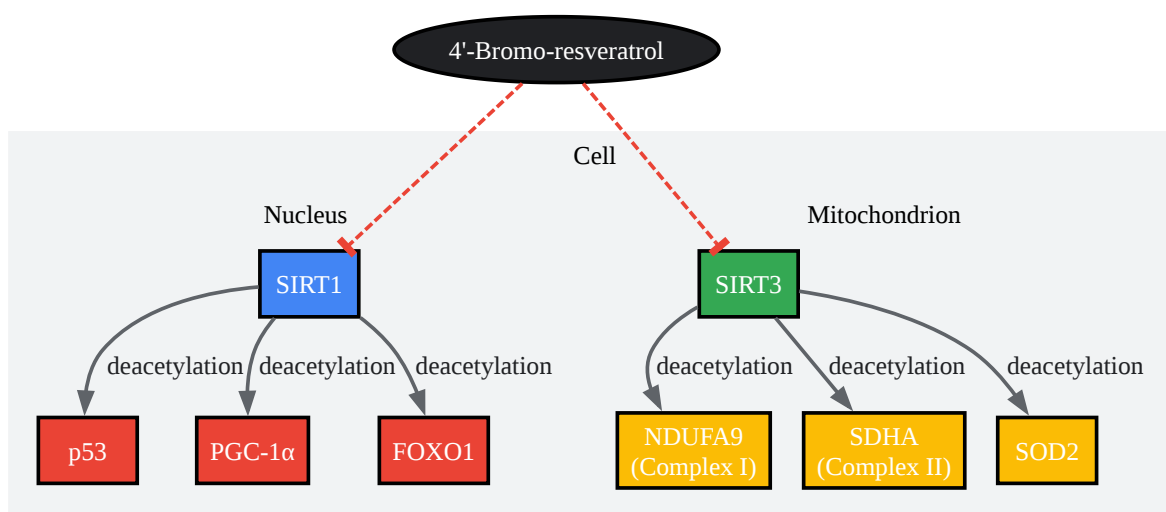 4'-Bromo-resveratrol
Cell
Nucleus
Mitochondrion
SIRT1
SIRT3
deacetylation
deacetylation
deacetylation
deacetylation
deacetylation
deacetylation
p53
PGC-1α
FOXO1
NDUFA9
(Complex I)
SDHA
(Complex II)
SOD2